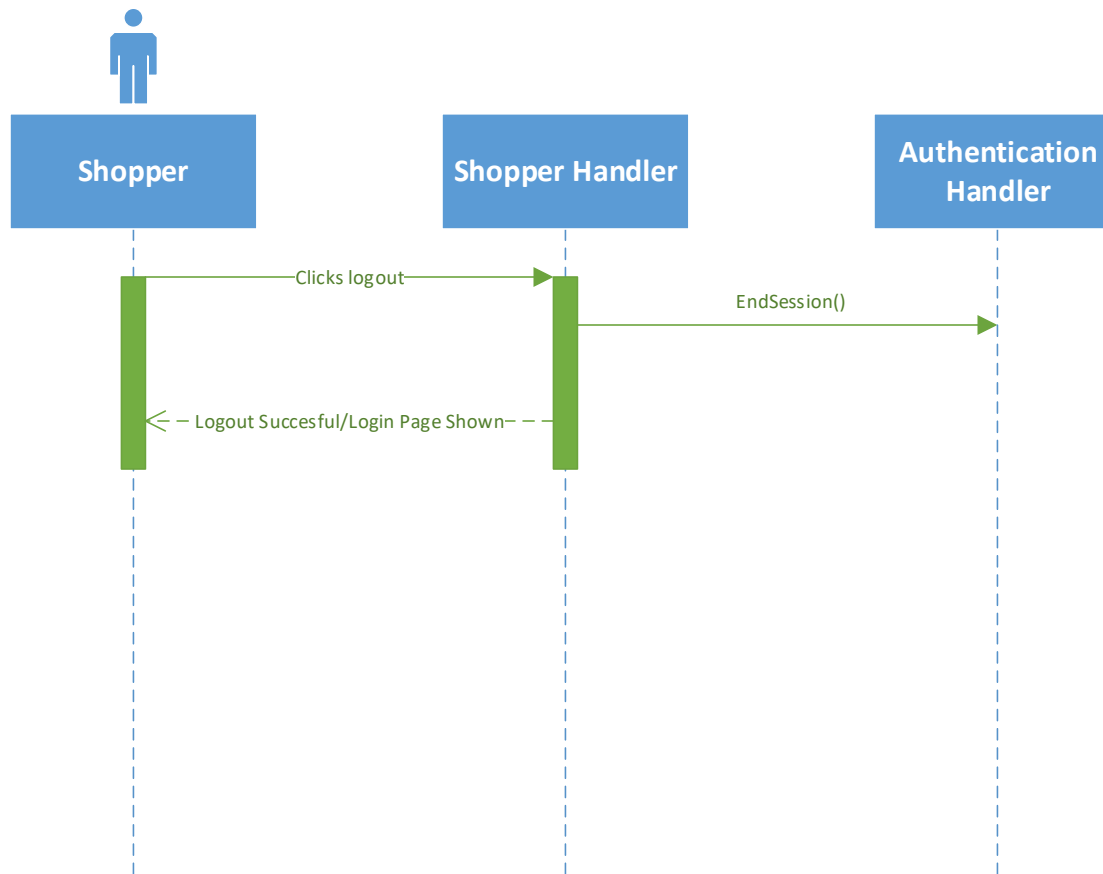 Shopper
Shopper Handler
Authentication
Handler
Clicks logout
EndSession()
Logout Succesful/Login Page Shown